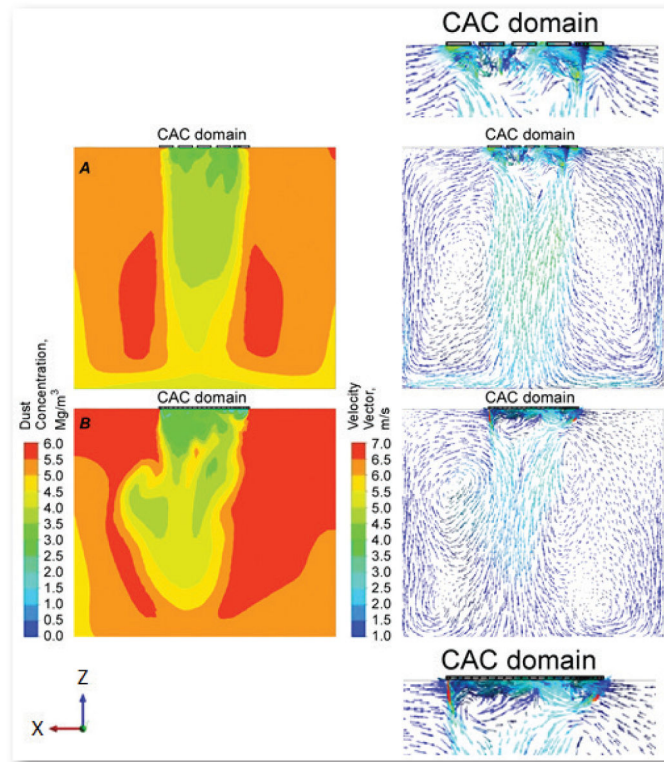 CAC domain
CAC domain
CAC domain
A
CAC domain
CAC domain
B
Dust
Concentration,
Mg/m³
6.0
5.5
5.0
4.5
4.0
3.5
3.0
2.5
2.0
1.5
1.0
0.5
0.0
Velocity
Vector,
m/s
7.0
6.5
6.0
5.5
5.0
4.5
4.0
3.5
3.0
2.5
2.0
1.5
1.0
CAC domain
Z
X